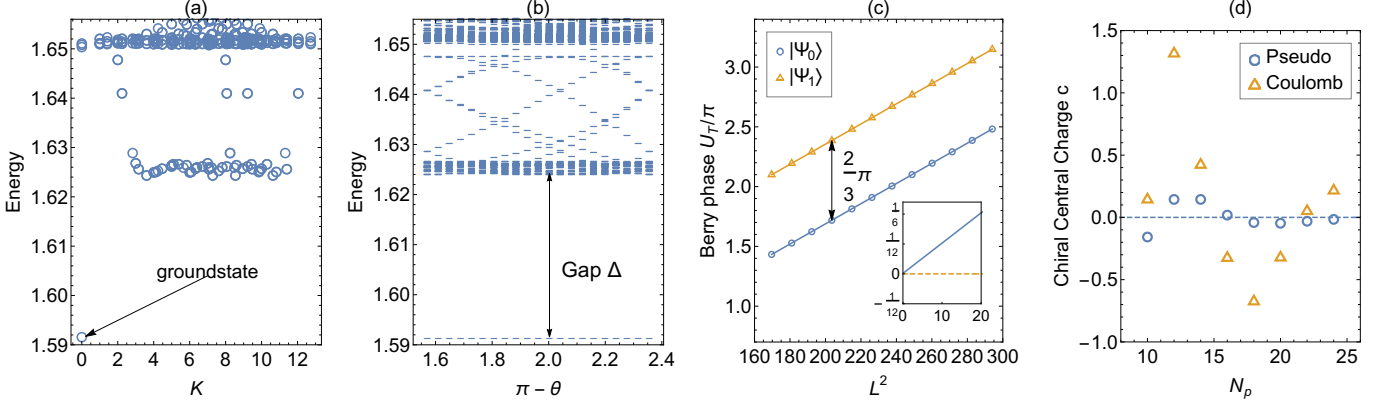 (a)
Energy
1.65
1.64
1.63
1.62
1.61
1.60
1.59
groundstate
0 2 4 6 8 10 12
K
(b)
Energy
1.65
1.64
1.63
1.62
1.61
1.60
1.59
Gap Δ
1.6 1.8 2.0 2.2 2.4
π − θ
(c)
Berry phase U_T/π
3.0
2.5
2.0
1.5
1.0
|Ψ₀⟩
|Ψ₁⟩
2
π
3
1
6
1
12
0
− 1
12
0 10 20
160 180 200 220 240 260 280 300
L²
(d)
Chiral Central Charge c
1.5
1.0
0.5
0.0
−0.5
−1.0
Pseudo
Coulomb
10 15 20 25
N_p